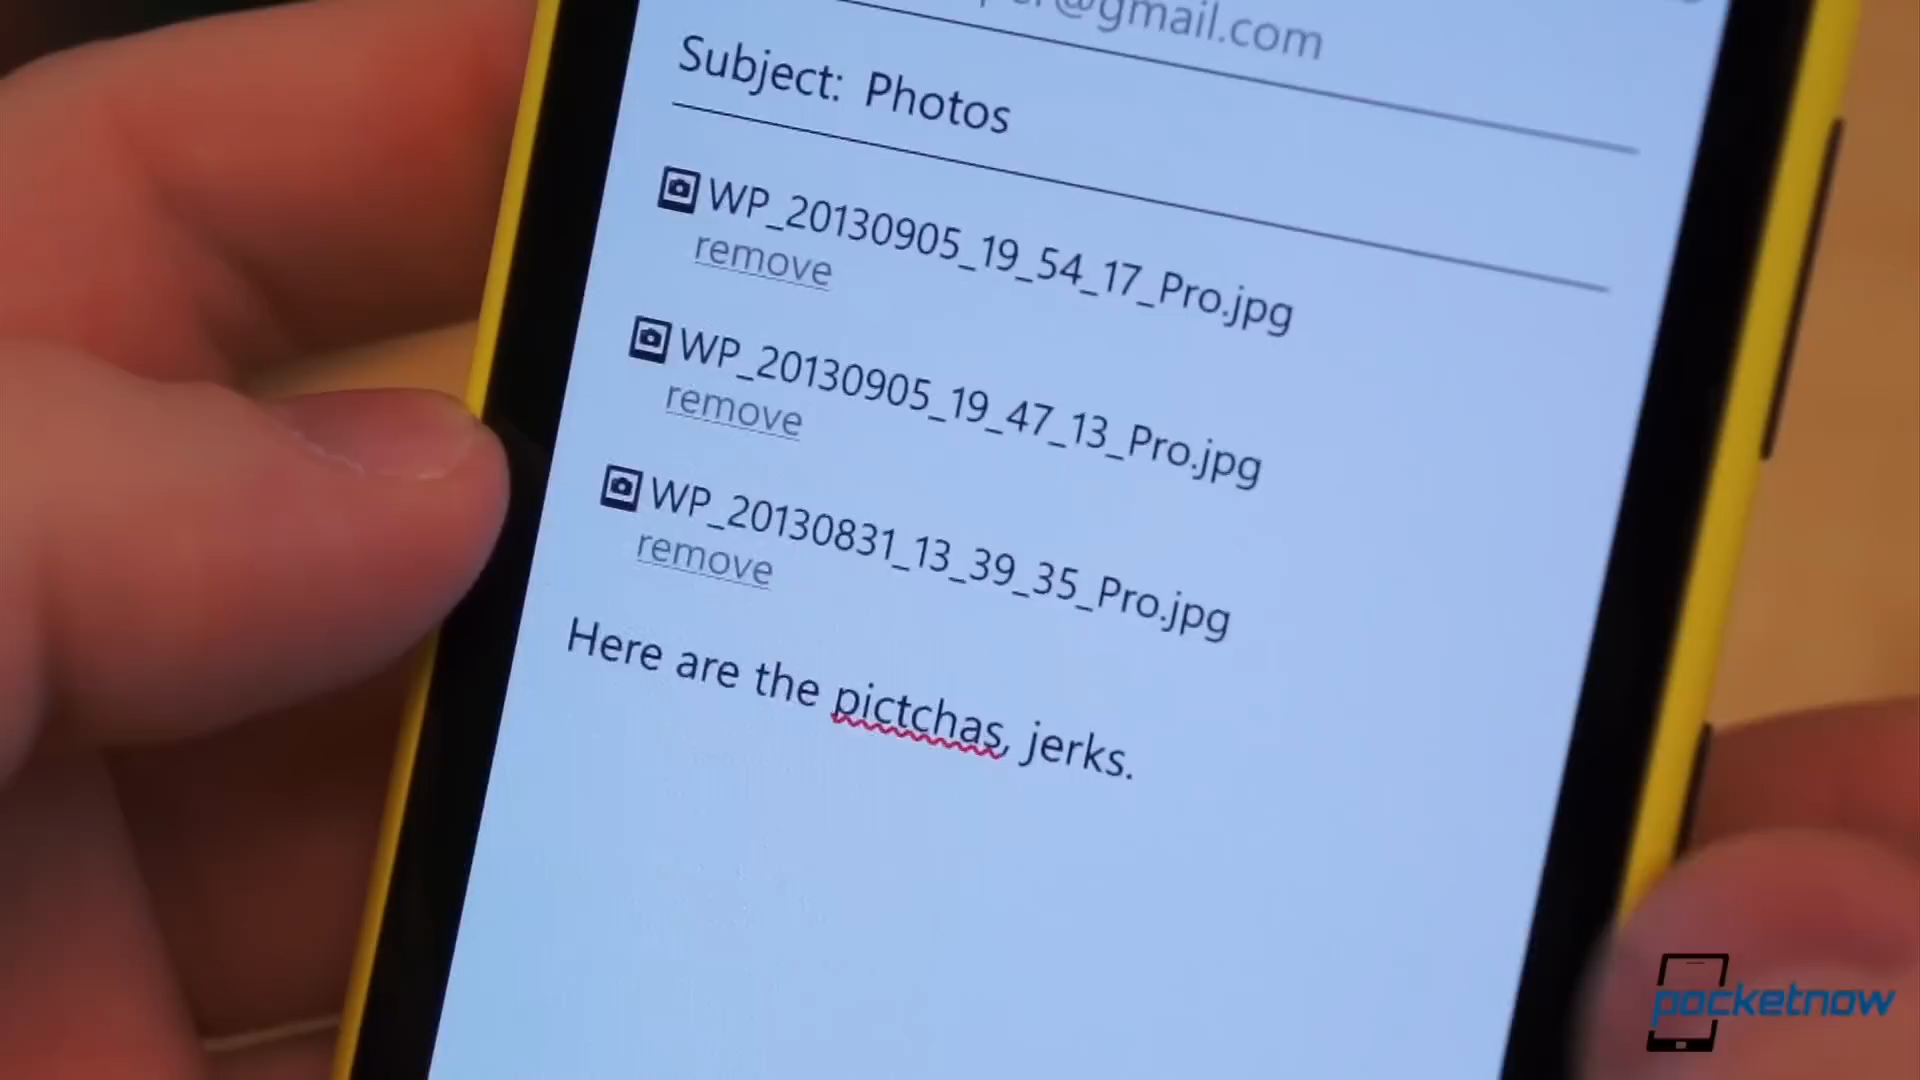 @gmail.com
Subject: Photos
WP_20130905_19_54_17_Pro.jpg
remove
WP_20130905_19_47_13_Pro.jpg
remove
WP_20130831_13_39_35_Pro.jpg
remove
Here are the pictchas, jerks.
pocketnow